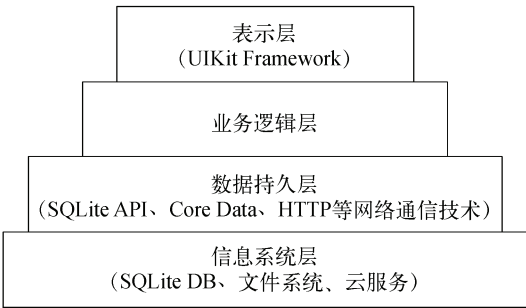 表示层
（UIKit Framework）
业务逻辑层
数据持久层
（SQLite API、Core Data、HTTP等网络通信技术）
信息系统层
（SQLite DB、文件系统、云服务）